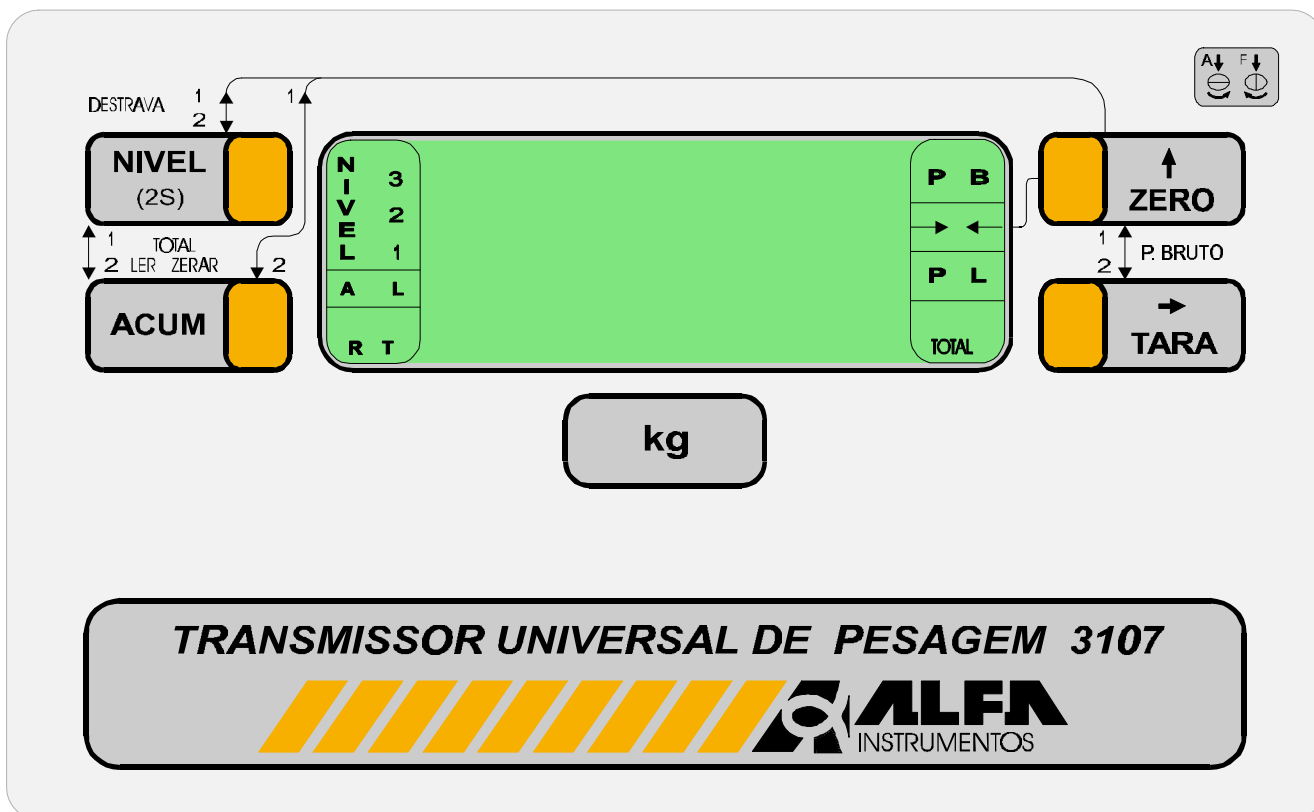 A F
DESTRAVA 1
2
1
NIVEL
(2S)
1 TOTAL
2 LER ZERAR
2
ACUM
NIVEL
3
2
1
A L
R T
P B
P L
TOTAL
ZERO
1
2 P. BRUTO
TARA
kg
TRANSMISSOR UNIVERSAL DE PESAGEM 3107
ALFA
INSTRUMENTOS